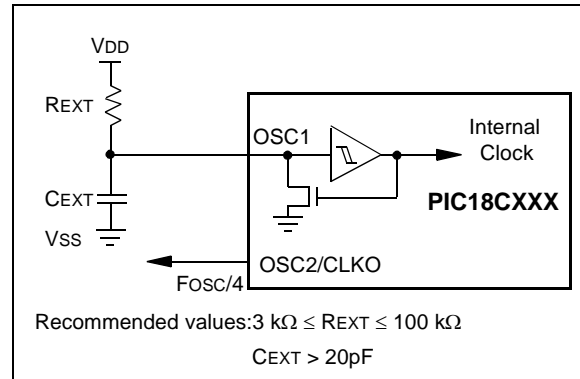 VDD
REXT
OSC1
Internal
Clock
CEXT
PIC18CXXX
VSS
OSC2/CLKO
FOSC/4
Recommended values:3 kΩ ≤ REXT ≤ 100 kΩ
CEXT > 20pF